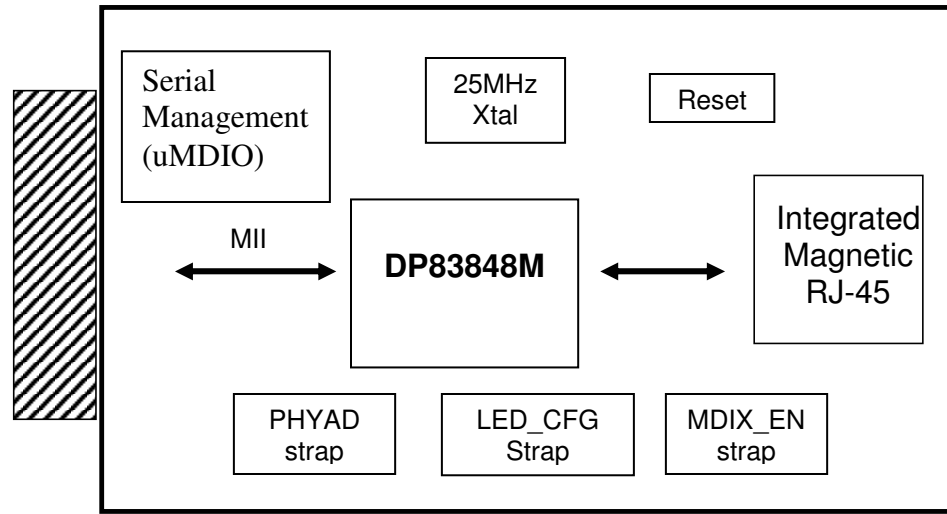 Serial
Management
(uMDIO)
25MHz
Xtal
Reset
MII
DP83848M
Integrated
Magnetic
RJ-45
PHYAD
strap
LED_CFG
Strap
MDIX_EN
strap